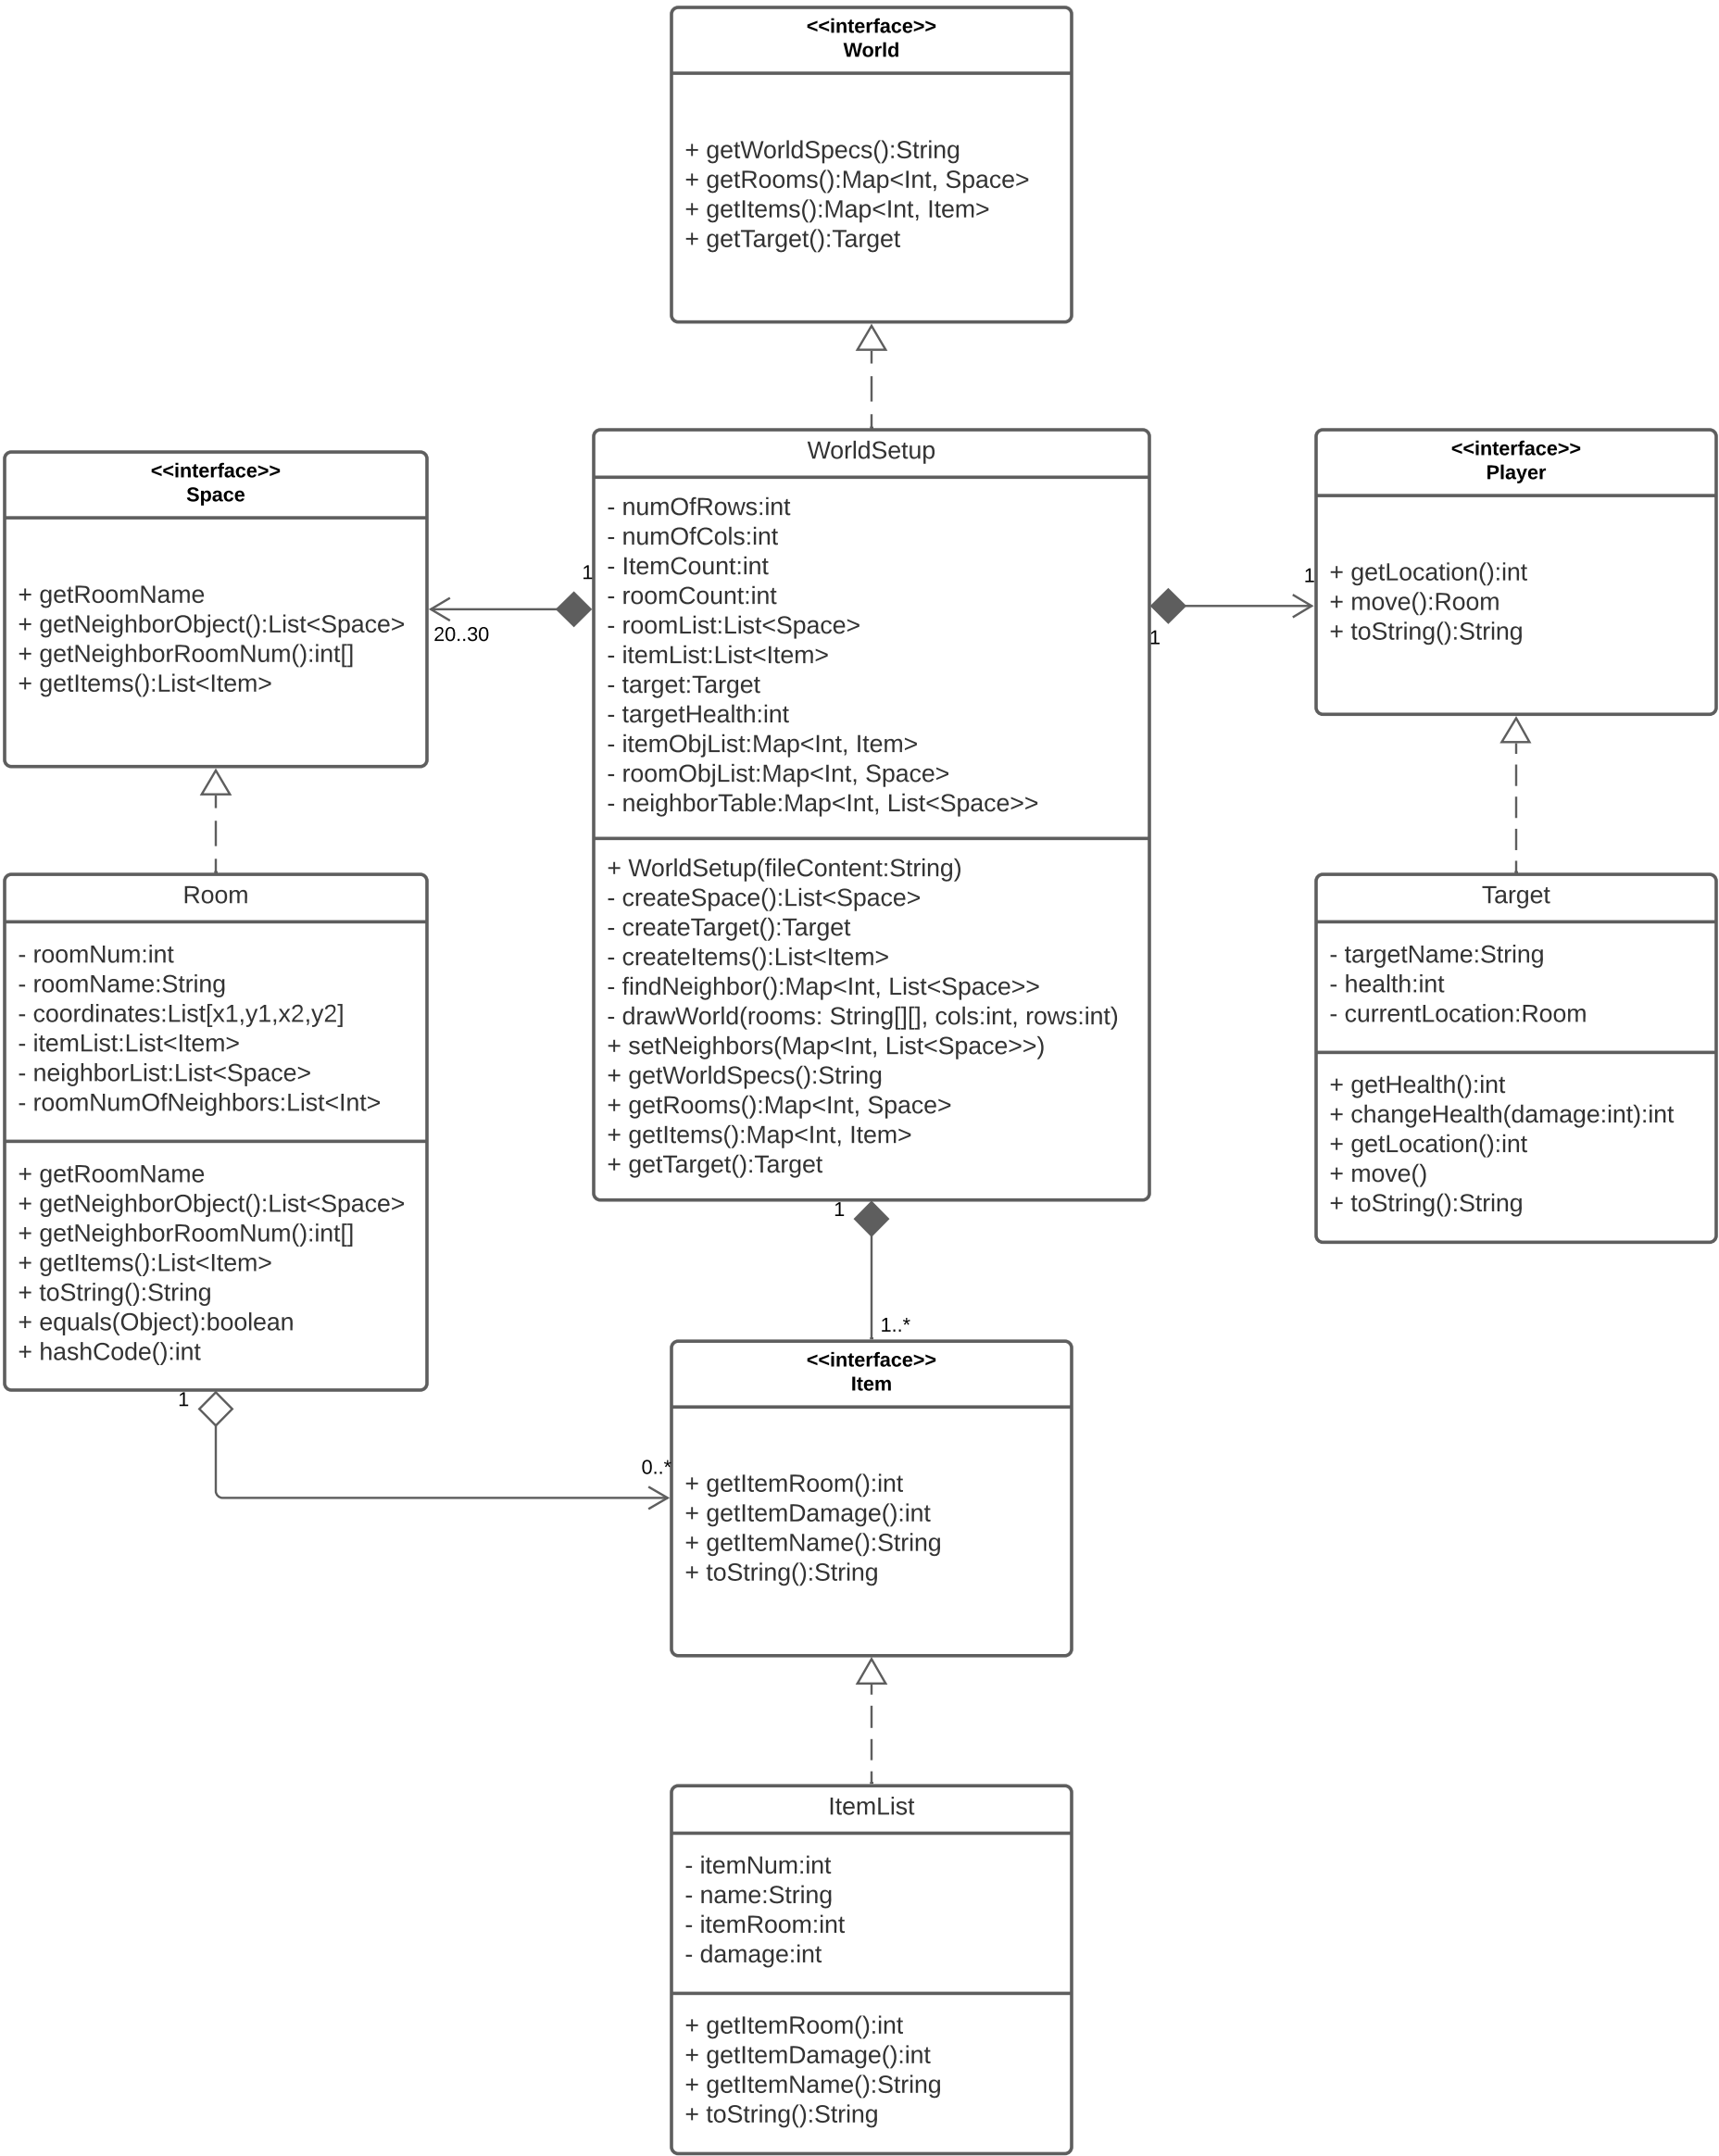 <<interface>>
World
+ getWorldSpecs():String
+ getRooms():Map<Int, Space>
+ getItems():Map<Int, Item>
+ getTarget():Target
<<interface>>
Space
+ getRoomName
+ getNeighborObject():List<Space>
+ getNeighborRoomNum():int[]
+ getItems():List<Item>
1
20..30
WorldSetup
- numOfRows:int
- numOfCols:int
- ItemCount:int
- roomCount:int
- roomList:List<Space>
- itemList:List<Item>
- target:Target
- targetHealth:int
- itemObjList:Map<Int, Item>
- roomObjList:Map<Int, Space>
- neighborTable:Map<Int, List<Space>>
+ WorldSetup(fileContent:String)
- createSpace():List<Space>
- createTarget():Target
- createItems():List<Item>
- findNeighbor():Map<Int, List<Space>>
- drawWorld(rooms: String[][], cols:int, rows:int)
+ setNeighbors(Map<Int, List<Space>>)
+ getWorldSpecs():String
+ getRooms():Map<Int, Space>
+ getItems():Map<Int, Item>
+ getTarget():Target
1
1
<<interface>>
Player
+ getLocation():int
+ move():Room
+ toString():String
Room
- roomNum:int
- roomName:String
- coordinates:List[x1,y1,x2,y2]
- itemList:List<Item>
- neighborList:List<Space>
- roomNumOfNeighbors:List<Int>
+ getRoomName
+ getNeighborObject():List<Space>
+ getNeighborRoomNum():int[]
+ getItems():List<Item>
+ toString():String
+ equals(Object):boolean
+ hashCode():int
Target
- targetName:String
- health:int
- currentLocation:Room
+ getHealth():int
+ changeHealth(damage:int):int
+ getLocation():int
+ move()
+ toString():String
1
1..*
1
0..*
<<interface>>
Item
+ getItemRoom():int
+ getItemDamage():int
+ getItemName():String
+ toString():String
ItemList
- itemNum:int
- name:String
- itemRoom:int
- damage:int
+ getItemRoom():int
+ getItemDamage():int
+ getItemName():String
+ toString():String